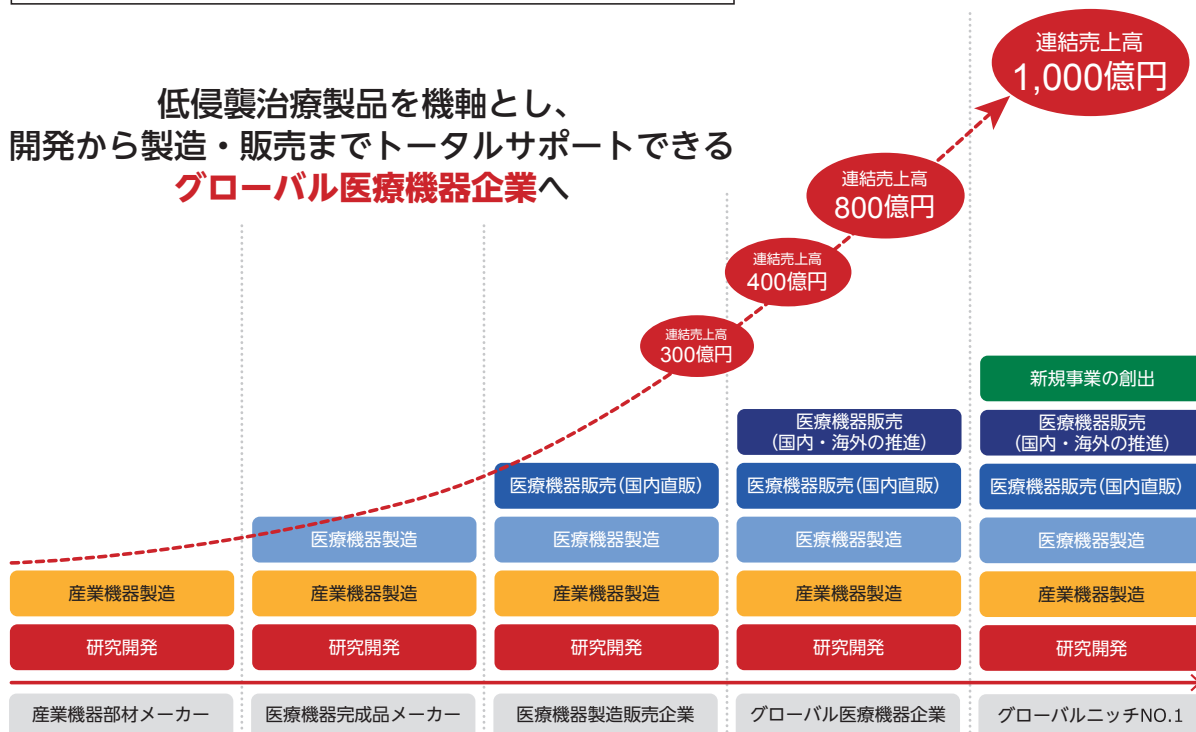 低侵襲治療製品を機軸とし、
開発から製造・販売までトータルサポートできる
グローバル医療機器企業へ
連結売上高
1,000億円
連結売上高
800億円
連結売上高
400億円
連結売上高
300億円
新規事業の創出
医療機器販売
(国内・海外の推進)
医療機器販売
(国内・海外の推進)
医療機器販売(国内直販)
医療機器販売(国内直販)
医療機器販売(国内直販)
医療機器製造
医療機器製造
医療機器製造
医療機器製造
産業機器製造
産業機器製造
産業機器製造
産業機器製造
産業機器製造
研究開発
研究開発
研究開発
研究開発
研究開発
産業機器部材メーカー
医療機器完成品メーカー
医療機器製造販売企業
グローバル医療機器企業
グローバルニッチNO.1